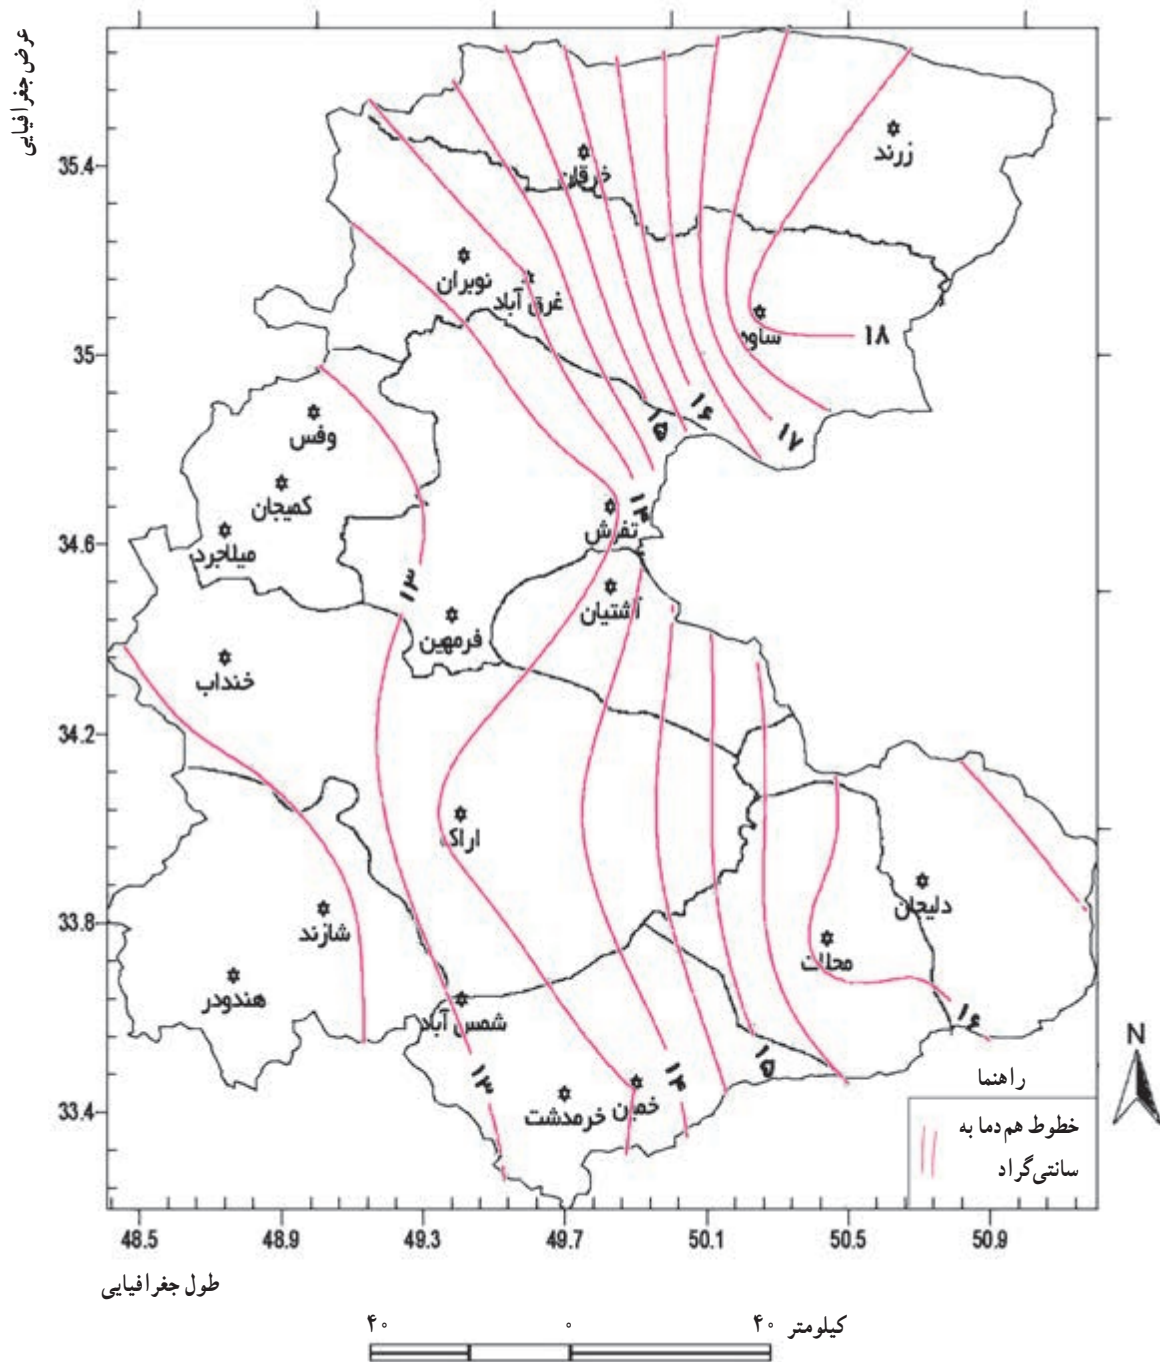 عرض جغرافیایی
35.4
35
34.6
34.2
33.8
33.4
زرند
خرقان
نوبران
غرق آباد
ساوه
۱۸
وفس
۱۵
۱۶
۱۷
کمیجان
۱۴
تفرش
میلاجرد
۱۳
آشتیان
فرمهین
خنداب
اراک
دلیجان
شازند
محلات
هندودر
شمس آباد
۱۶
۱۵
۱۳
۱۴
خمین
خرمدشت
N
راهنما
خطوط هم دما به
سانتی گراد
48.5 48.9 49.3 49.7 50.1 50.5 50.9
طول جغرافیایی
۴۰ ۰ ۴۰ کیلومتر